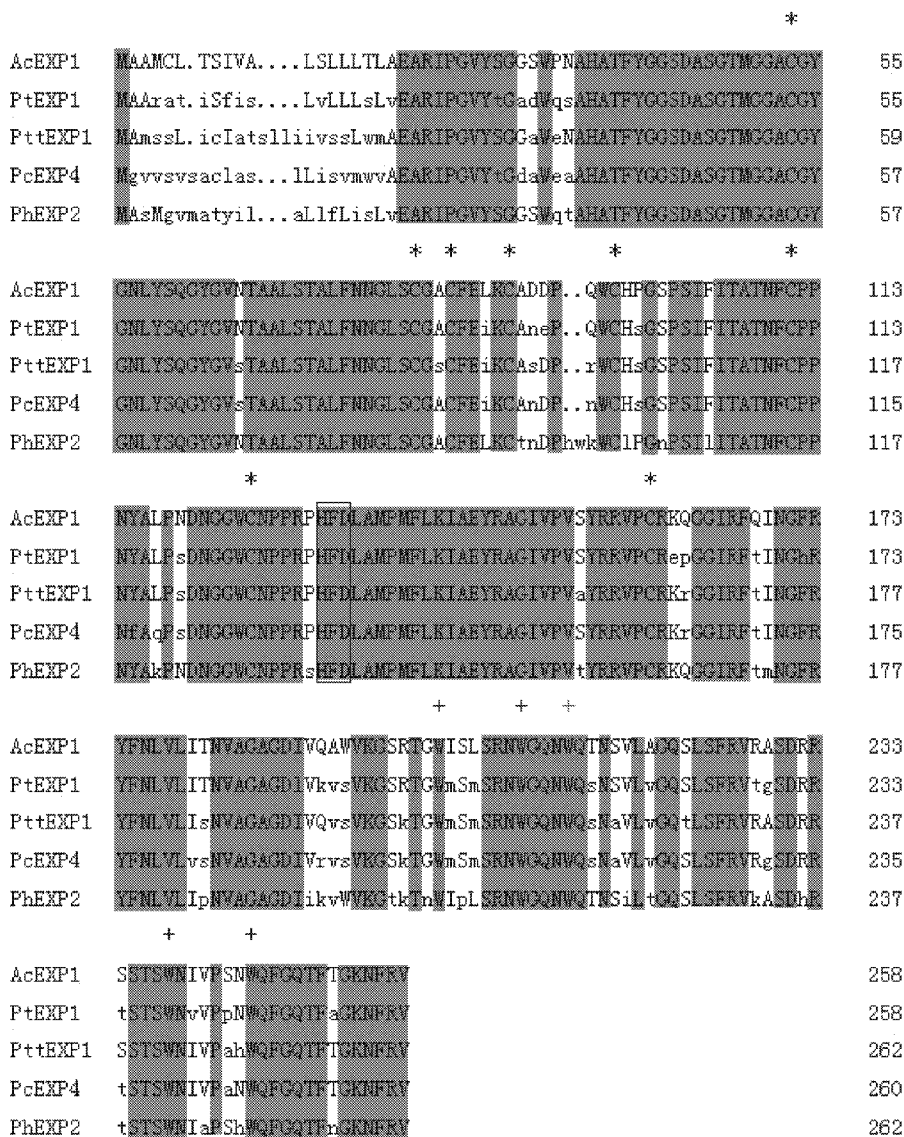 *
AcEXP1 MAAMCL.TSIVA....LSLLLTLAEARIPGVYSGGSWPNAHATFYGGSDASGTMGGACGY 55
PtEXP1 MAArat.iSfis....LvLLLsLvEARIPGVYtGadWqsAHATFYGGSDASGTMGGACGY 55
PttEXP1 MAmssL.icIatslliivssLwmAEARIPGVYSGGaWeNAHATFYGGSDASGTMGGACGY 59
PcEXP4 Mgvvsvsaclas...lLisvmwvAEARIPGVYtGdaWeaAHATFYGGSDASGTMGGACGY 57
PhEXP2 MAsMgvmatyil...aLlfLisLvEARIPGVYSGGSWqtAHATFYGGSDASGTMGGACGY 57
* * * * *
AcEXP1 GNLYSQGYGVNTAALSTALFNNGLSCGACFELKCADDP..QWCHPGSPSIFITATNFCPP 113
PtEXP1 GNLYSQGYGVNTAALSTALFNNGLSCGACFEiKCAneP..QWCHsGSPSIFITATNFCPP 113
PttEXP1 GNLYSQGYGVsTAALSTALFNNGLSCGsCFEiKCAsDP..rWCHsGSPSIFITATNFCPP 117
PcEXP4 GNLYSQGYGVsTAALSTALFNNGLSCGACFEiKCAnDP..nWCHsGSPSIFITATNFCPP 115
PhEXP2 GNLYSQGYGVNTAALSTALFNNGLSCGACFELKCtnDPhwkWClPGnPSIlITATNFCPP 117
* *
AcEXP1 NYALPNDNGGWCNPPRPHFDLAMPMFLKIAEYRAGIVPVSYRRVPCRKQGGIRFQINGFR 173
PtEXP1 NYALPsDNGGWCNPPRPHFDLAMPMFLKIAEYRAGIVPVSYRRVPCRepGGIRFtINGhR 173
PttEXP1 NYALPsDNGGWCNPPRPHFDLAMPMFLKIAEYRAGIVPVaYRRVPCRKrGGIRFtINGFR 177
PcEXP4 NfAqPsDNGGWCNPPRPHFDLAMPMFLKIAEYRAGIVPVSYRRVPCRKrGGIRFtINGFR 175
PhEXP2 NYAkPNDNGGWCNPPRsHFDLAMPMFLKIAEYRAGIVPVtYRRVPCRKQGGIRFtmNGFR 177
+ + +
AcEXP1 YFNLVLITNVAGAGDIVQAWVKGSRTGWISLSRNWGQNWQTNSVLAGQSLSFRVRASDRR 233
PtEXP1 YFNLVLITNVAGAGDlVkvsVKGSRTGWmSmSRNWGQNWQsNSVLvGQSLSFRVtgSDRR 233
PttEXP1 YFNLVLIsNVAGAGDIVQvsVKGSkTGWmSmSRNWGQNWQsNaVLvGQtLSFRVRASDRR 237
PcEXP4 YFNLVLvsNVAGAGDIVrvsVKGSkTGWmSmSRNWGQNWQsNaVLvGQSLSFRVRgSDRR 235
PhEXP2 YFNLVLIpNVAGAGDIikvWVKGtkTnWIpLSRNWGQNWQTNSiLtGQSLSFRVkASDhR 237
+ +
AcEXP1 SSTSWNIVPSNWQFGQTFTGKNFRV 258
PtEXP1 tSTSWNvVPpNWQFGQTFaGKNFRV 258
PttEXP1 SSTSWNIVPahWQFGQTFTGKNFRV 262
PcEXP4 tSTSWNIVPaNWQFGQTFTGKNFRV 260
PhEXP2 tSTSWNIaPShWQFGQTFnGKNFRV 262